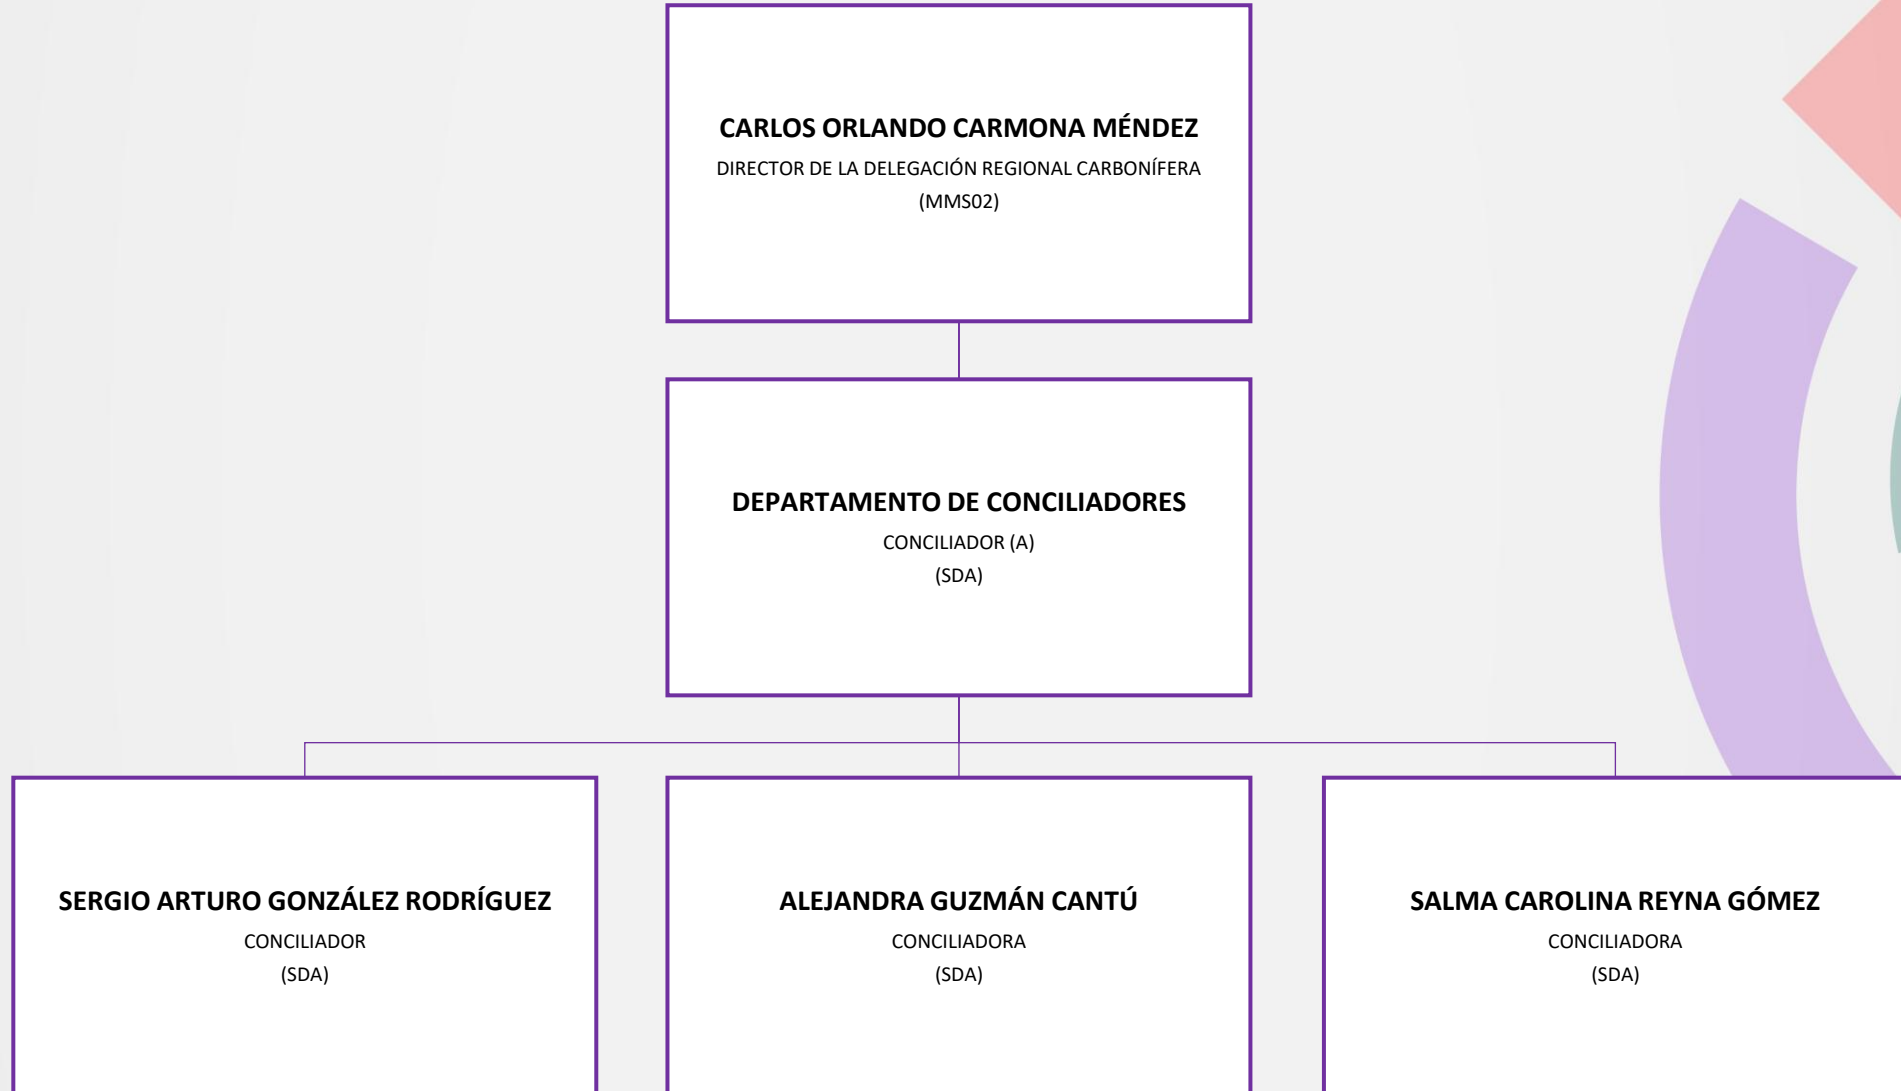 CARLOS ORLANDO CARMONA MÉNDEZ
DIRECTOR DE LA DELEGACIÓN REGIONAL CARBONÍFERA
(MMS02)
DEPARTAMENTO DE CONCILIADORES
CONCILIADOR (A)
(SDA)
SERGIO ARTURO GONZÁLEZ RODRÍGUEZ
CONCILIADOR
(SDA)
ALEJANDRA GUZMÁN CANTÚ
CONCILIADORA
(SDA)
SALMA CAROLINA REYNA GÓMEZ
CONCILIADORA
(SDA)